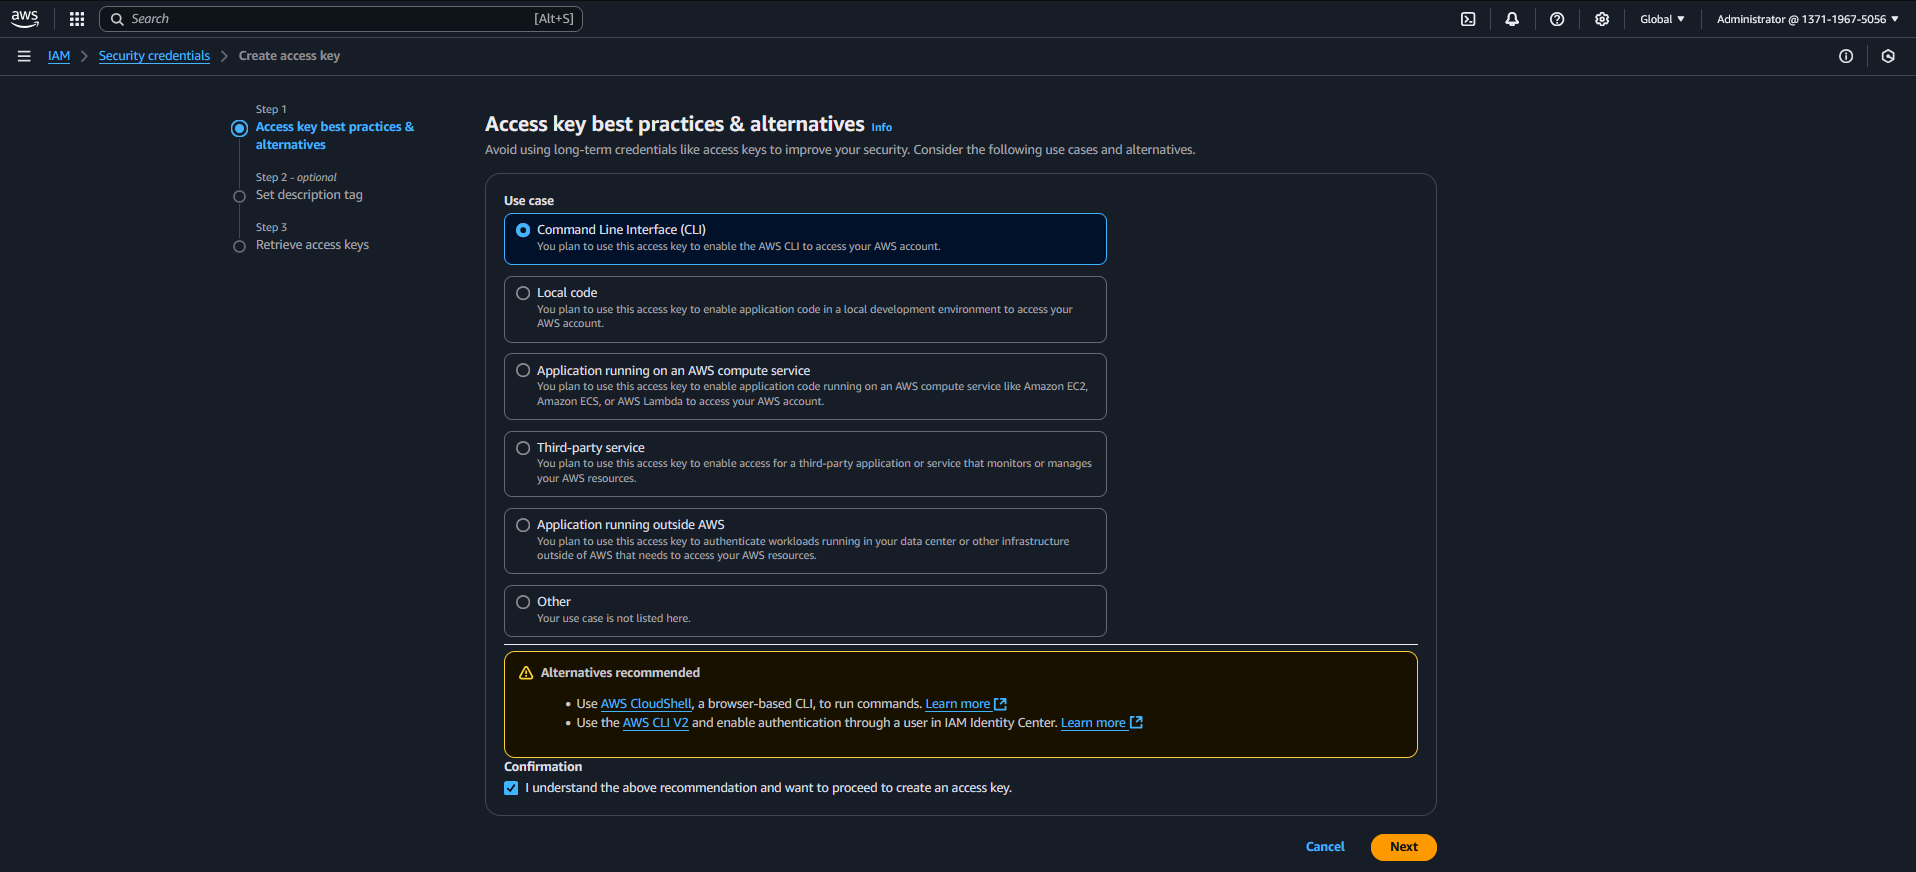 aws
Search
[Alt+S]
Global
Administrator @ 1371-1967-5056
IAM
Security credentials
Create access key
Step 1
Access key best practices &
alternatives
Step 2 - optional
Set description tag
Step 3
Retrieve access keys
Access key best practices & alternatives Info
Avoid using long-term credentials like access keys to improve your security. Consider the following use cases and alternatives.
Use case
Command Line Interface (CLI)
You plan to use this access key to enable the AWS CLI to access your AWS account.
Local code
You plan to use this access key to enable application code in a local development environment to access your
AWS account.
Application running on an AWS compute service
You plan to use this access key to enable application code running on an AWS compute service like Amazon EC2,
Amazon ECS, or AWS Lambda to access your AWS account.
Third-party service
You plan to use this access key to enable access for a third-party application or service that monitors or manages
your AWS resources.
Application running outside AWS
You plan to use this access key to authenticate workloads running in your data center or other infrastructure
outside of AWS that needs to access your AWS resources.
Other
Your use case is not listed here.
Alternatives recommended
• Use AWS CloudShell, a browser-based CLI, to run commands. Learn more
• Use the AWS CLI V2 and enable authentication through a user in IAM Identity Center. Learn more
Confirmation
I understand the above recommendation and want to proceed to create an access key.
Cancel
Next